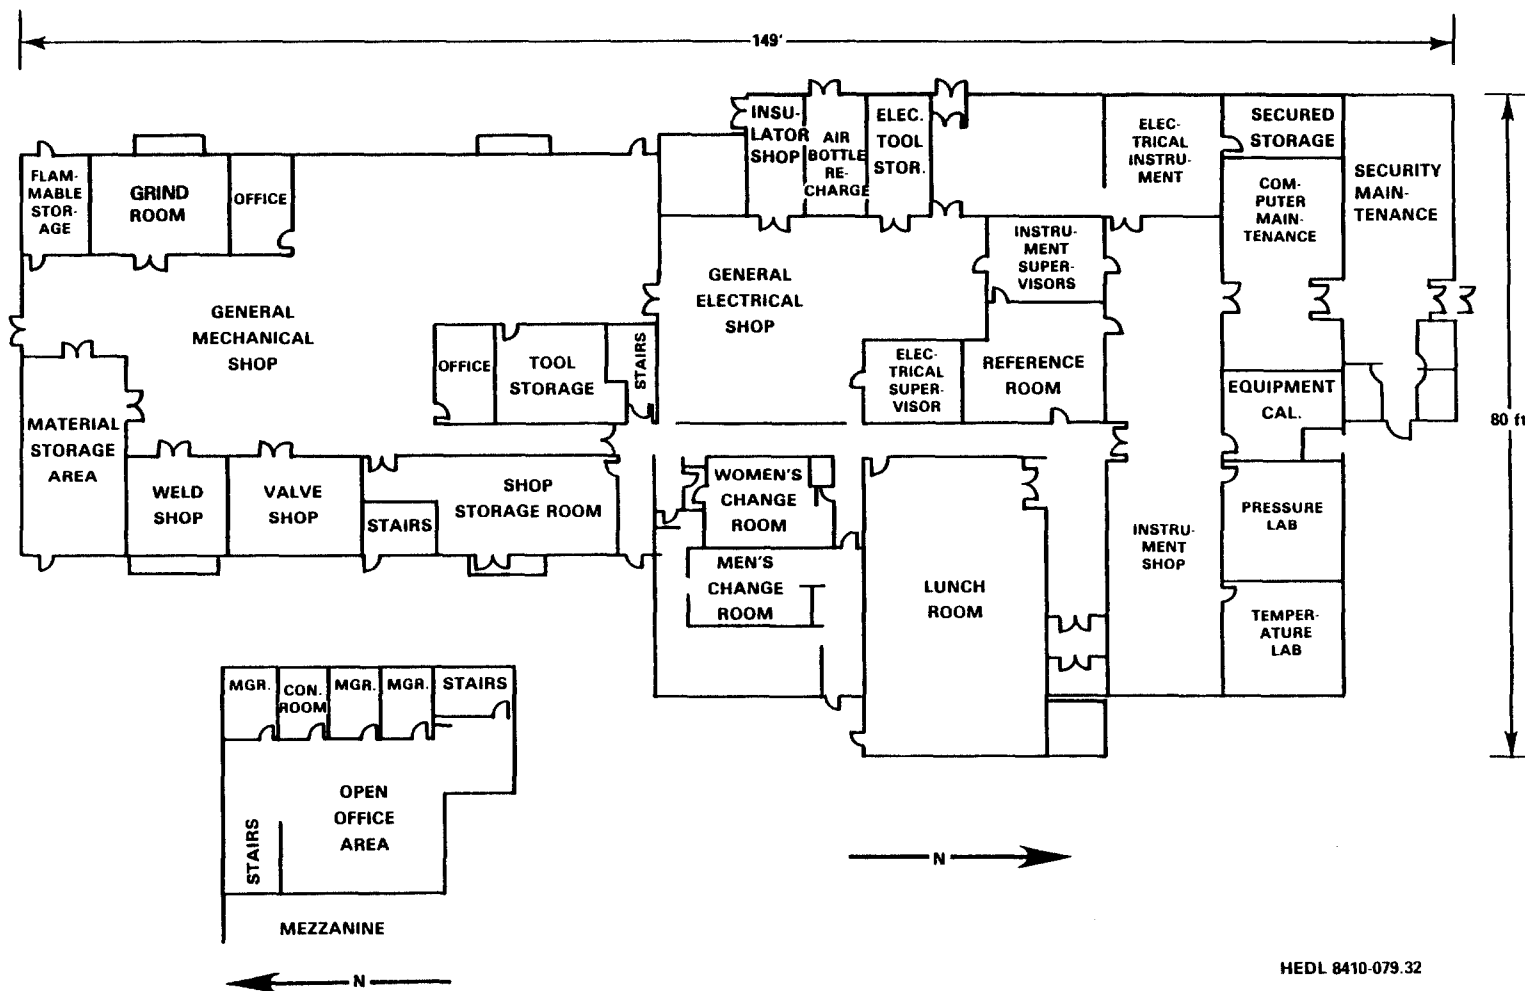 149'
FLAM-
MABLE
STOR-
AGE
GRIND
ROOM
OFFICE
INSU-
LATOR
SHOP
AIR
BOTTLE
RE-
CHARGE
ELEC.
TOOL
STOR.
ELEC-
TRICAL
INSTRU-
MENT
SECURED
STORAGE
COM-
PUTER
MAIN-
TENANCE
SECURITY
MAIN-
TENANCE
GENERAL
MECHANICAL
SHOP
GENERAL
ELECTRICAL
SHOP
INSTRU-
MENT
SUPER-
VISORS
OFFICE
TOOL
STORAGE
STAIRS
ELEC-
TRICAL
SUPER-
VISOR
REFERENCE
ROOM
EQUIPMENT
CAL.
80 ft
MATERIAL
STORAGE
AREA
WELD
SHOP
VALVE
SHOP
STAIRS
SHOP
STORAGE ROOM
WOMEN'S
CHANGE
ROOM
MEN'S
CHANGE
ROOM
LUNCH
ROOM
INSTRU-
MENT
SHOP
PRESSURE
LAB
TEMPER-
ATURE
LAB
MGR.
CON.
ROOM
MGR.
MGR.
STAIRS
OPEN
OFFICE
AREA
STAIRS
MEZZANINE
N
N
HEDL 8410-079.32